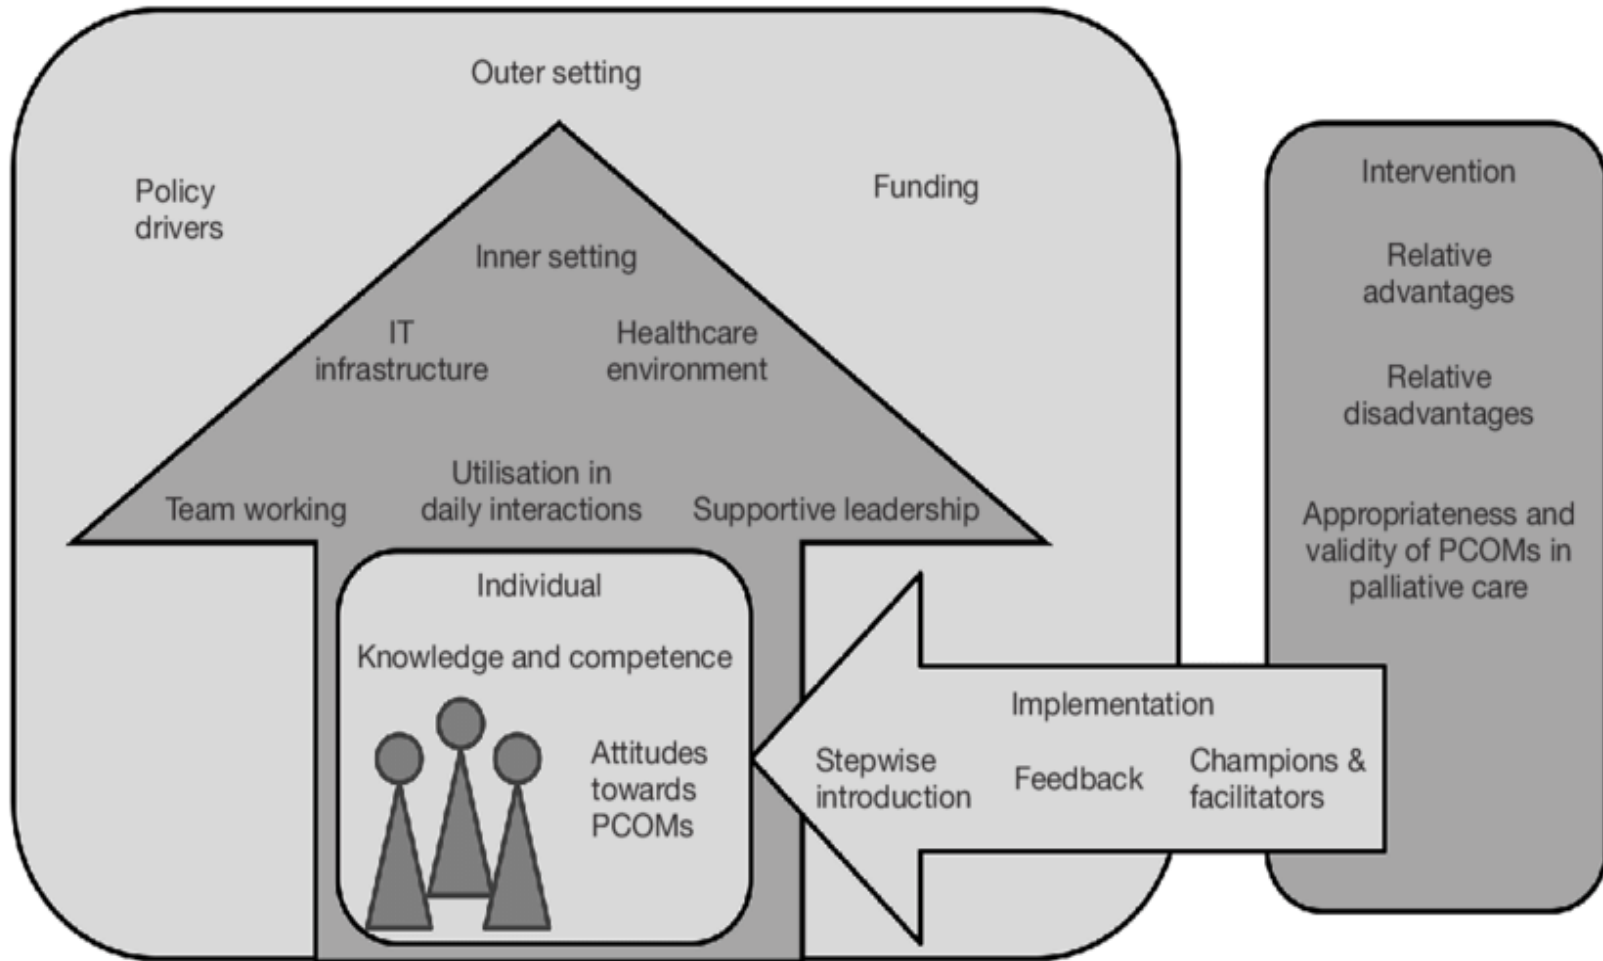 Outer setting
Policy
drivers
Funding
Inner setting
IT
infrastructure
Healthcare
environment
Team working
Utilisation in
daily interactions
Supportive leadership
Individual
Knowledge and competence
Attitudes
towards
PCOMs
Implementation
Stepwise
introduction
Feedback
Champions &
facilitators
Intervention
Relative
advantages
Relative
disadvantages
Appropriateness and
validity of PCOMs in
palliative care